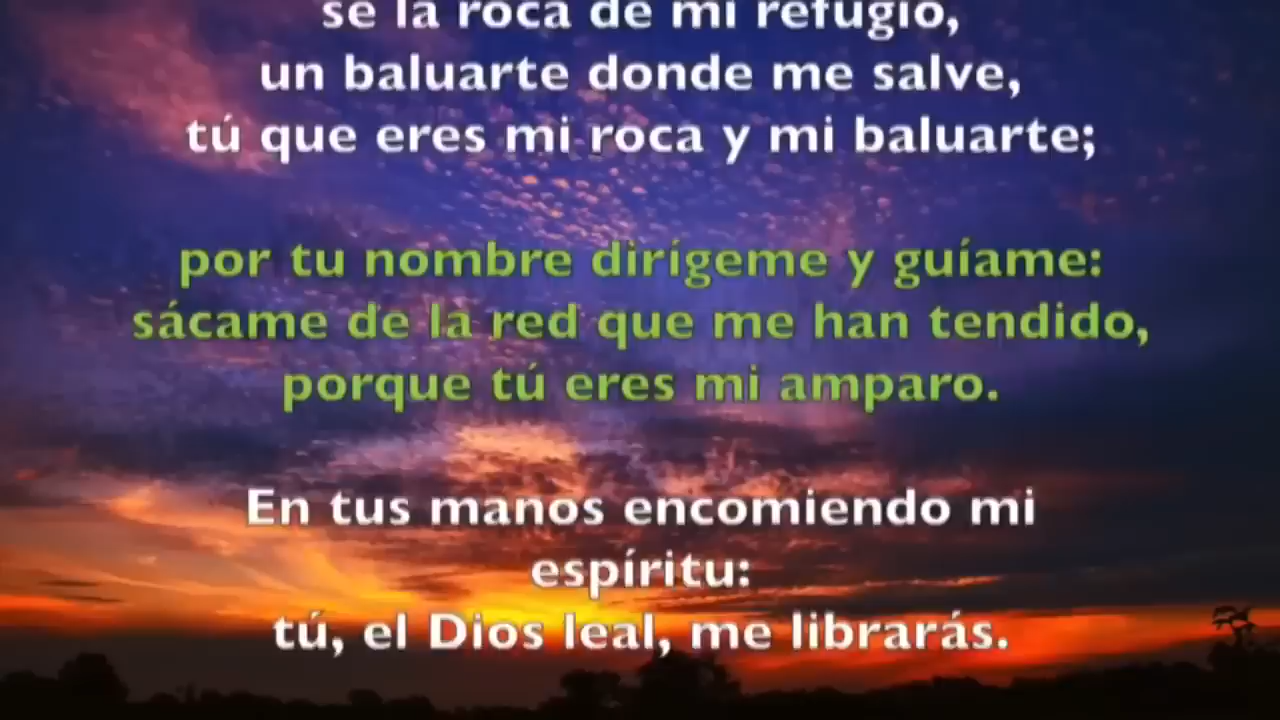 sé la roca de mi refugio,
un baluarte donde me salve,
tú que eres mi roca y mi baluarte;
por tu nombre dirígeme y guíame:
sácame de la red que me han tendido,
porque tú eres mi amparo.
En tus manos encomiendo mi
espíritu:
tú, el Dios leal, me librarás.